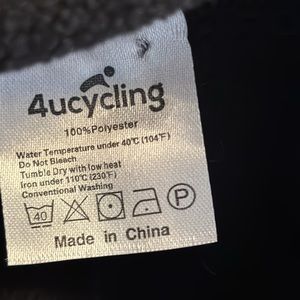 4ucycling
100%Polyester
Water Temperature under 40℃ (104℉)
Do Not Bleach
Tumble Dry with low heat
Iron under 110℃ (230℉)
Conventional Washing
40 P
Made in China